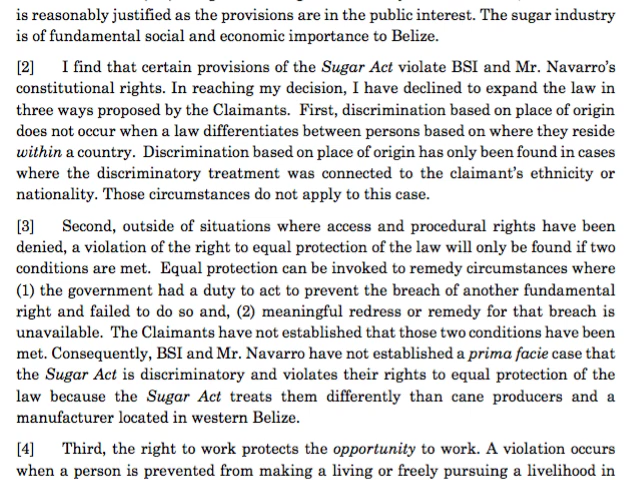 is reasonably justified as the provisions are in the public interest. The sugar industry
is of fundamental social and economic importance to Belize.
[2] I find that certain provisions of the Sugar Act violate BSI and Mr. Navarro's
constitutional rights. In reaching my decision, I have declined to expand the law in
three ways proposed by the Claimants. First, discrimination based on place of origin
does not occur when a law differentiates between persons based on where they reside
within a country. Discrimination based on place of origin has only been found in cases
where the discriminatory treatment was connected to the claimant's ethnicity or
nationality. Those circumstances do not apply to this case.
[3] Second, outside of situations where access and procedural rights have been
denied, a violation of the right to equal protection of the law will only be found if two
conditions are met. Equal protection can be invoked to remedy circumstances where
(1) the government had a duty to act to prevent the breach of another fundamental
right and failed to do so and, (2) meaningful redress or remedy for that breach is
unavailable. The Claimants have not established that those two conditions have been
met. Consequently, BSI and Mr. Navarro have not established a prima facie case that
the Sugar Act is discriminatory and violates their rights to equal protection of the
law because the Sugar Act treats them differently than cane producers and a
manufacturer located in western Belize.
[4] Third, the right to work protects the opportunity to work. A violation occurs
when a person is prevented from making a living or freely pursuing a livelihood in